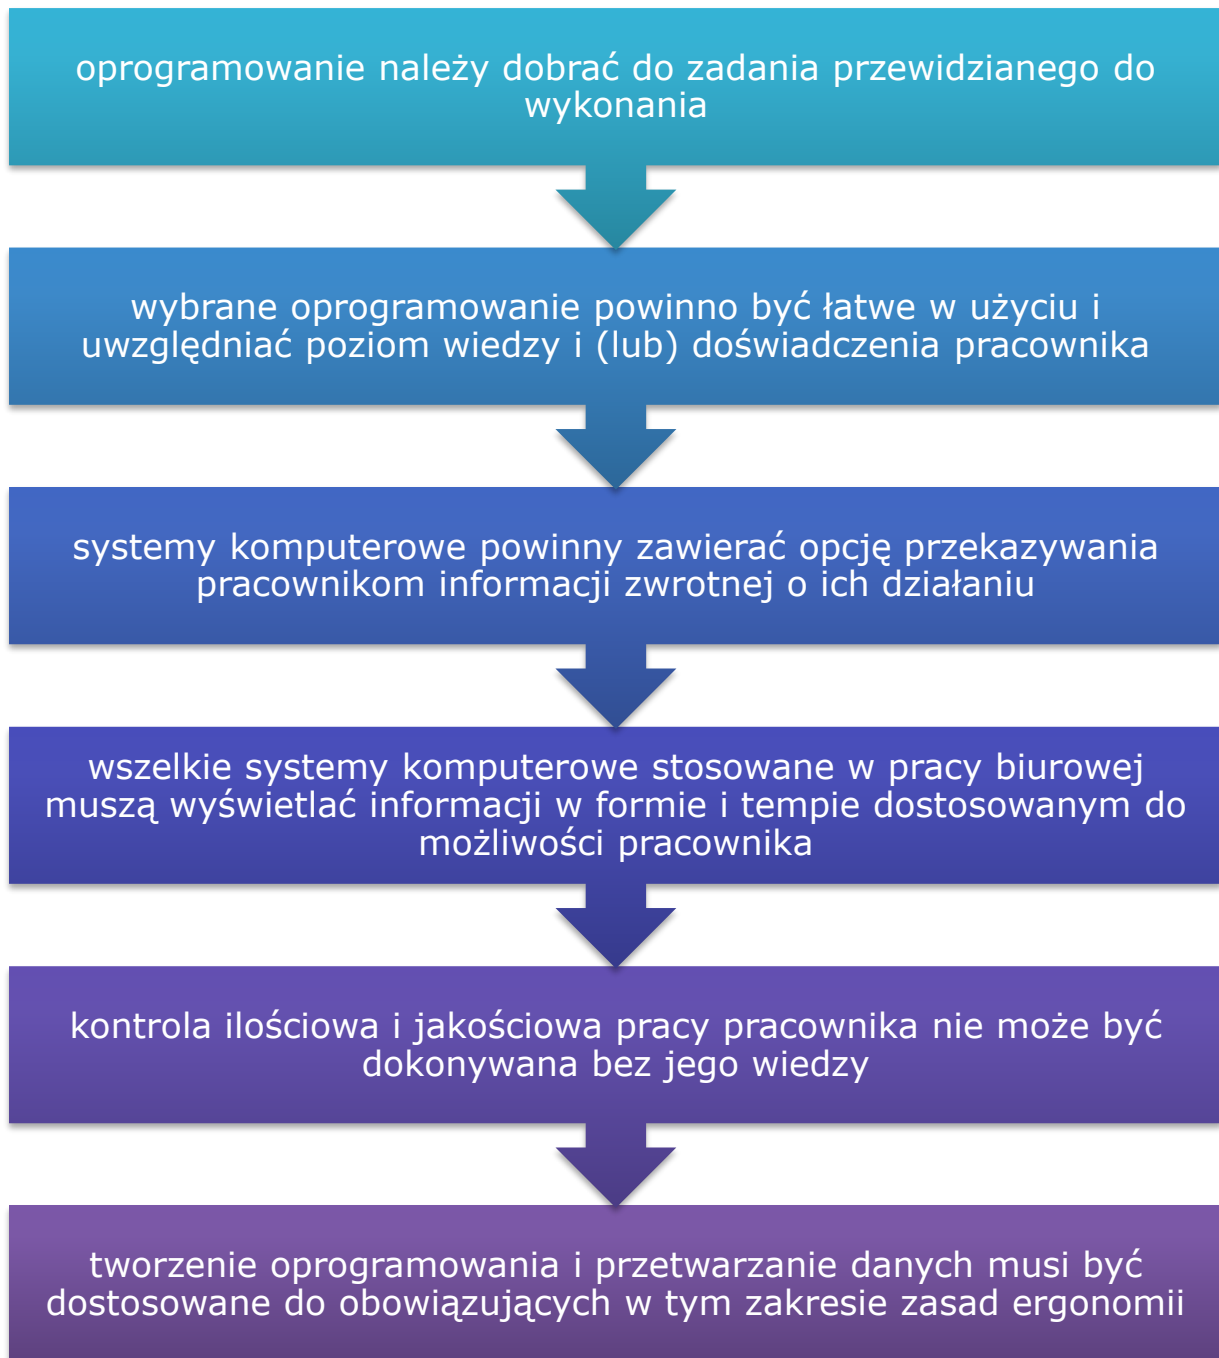 oprogramowanie należy dobrać do zadania przewidzianego do
wykonania
wybrane oprogramowanie powinno być łatwe w użyciu i
uwzględniać poziom wiedzy i (lub) doświadczenia pracownika
systemy komputerowe powinny zawierać opcję przekazywania
pracownikom informacji zwrotnej o ich działaniu
wszelkie systemy komputerowe stosowane w pracy biurowej
muszą wyświetlać informacji w formie i tempie dostosowanym do
możliwości pracownika
kontrola ilościowa i jakościowa pracy pracownika nie może być
dokonywana bez jego wiedzy
tworzenie oprogramowania i przetwarzanie danych musi być
dostosowane do obowiązujących w tym zakresie zasad ergonomii